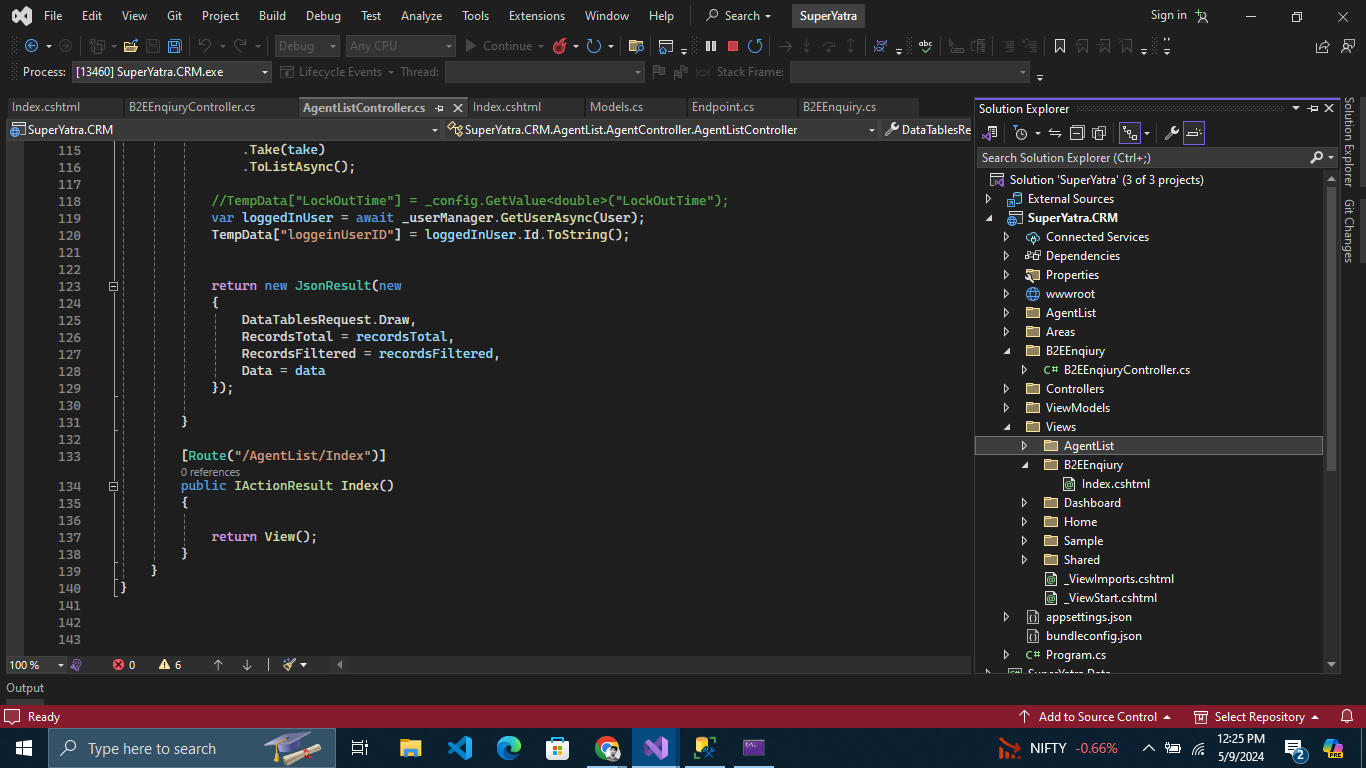 File Edit View Git Project Build Debug Test Analyze Tools Extensions Window Help Search SuperYatra Sign in
Debug Any CPU Continue
Process: [13460] SuperYatra.CRM.exe Lifecycle Events Thread: Stack Frame:
Index.cshtml B2EEnqiuryController.cs AgentListController.cs Index.cshtml Models.cs Endpoint.cs B2EEnquiry.cs
SuperYatra.CRM SuperYatra.CRM.AgentList.AgentController.AgentListController DataTablesRe
115 .Take(take)
116 .ToListAsync();
117
118 //TempData["LockOutTime"] = _config.GetValue<double>("LockOutTime");
119 var loggedInUser = await _userManager.GetUserAsync(User);
120 TempData["loggeinUserID"] = loggedInUser.Id.ToString();
121
122
123 return new JsonResult(new
124 {
125 DataTablesRequest.Draw,
126 RecordsTotal = recordsTotal,
127 RecordsFiltered = recordsFiltered,
128 Data = data
129 });
130
131 }
132
133 [Route("/AgentList/Index")]
0 references
134 public IActionResult Index()
135 {
136
137 return View();
138 }
139 }
140 }
141
142
143
100 % 0 6
Output
Solution Explorer
Search Solution Explorer (Ctrl+;)
Solution 'SuperYatra' (3 of 3 projects)
External Sources
SuperYatra.CRM
Connected Services
Dependencies
Properties
wwwroot
AgentList
Areas
B2EEnqiury
C# B2EEnqiuryController.cs
Controllers
ViewModels
Views
AgentList
B2EEnqiury
Index.cshtml
Dashboard
Home
Sample
Shared
_ViewImports.cshtml
_ViewStart.cshtml
appsettings.json
bundleconfig.json
C# Program.cs
SuperYatra.Data
Solution Explorer
Git Changes
Ready Add to Source Control Select Repository
Type here to search NIFTY -0.66% 12:25 PM
5/9/2024 2
PRE